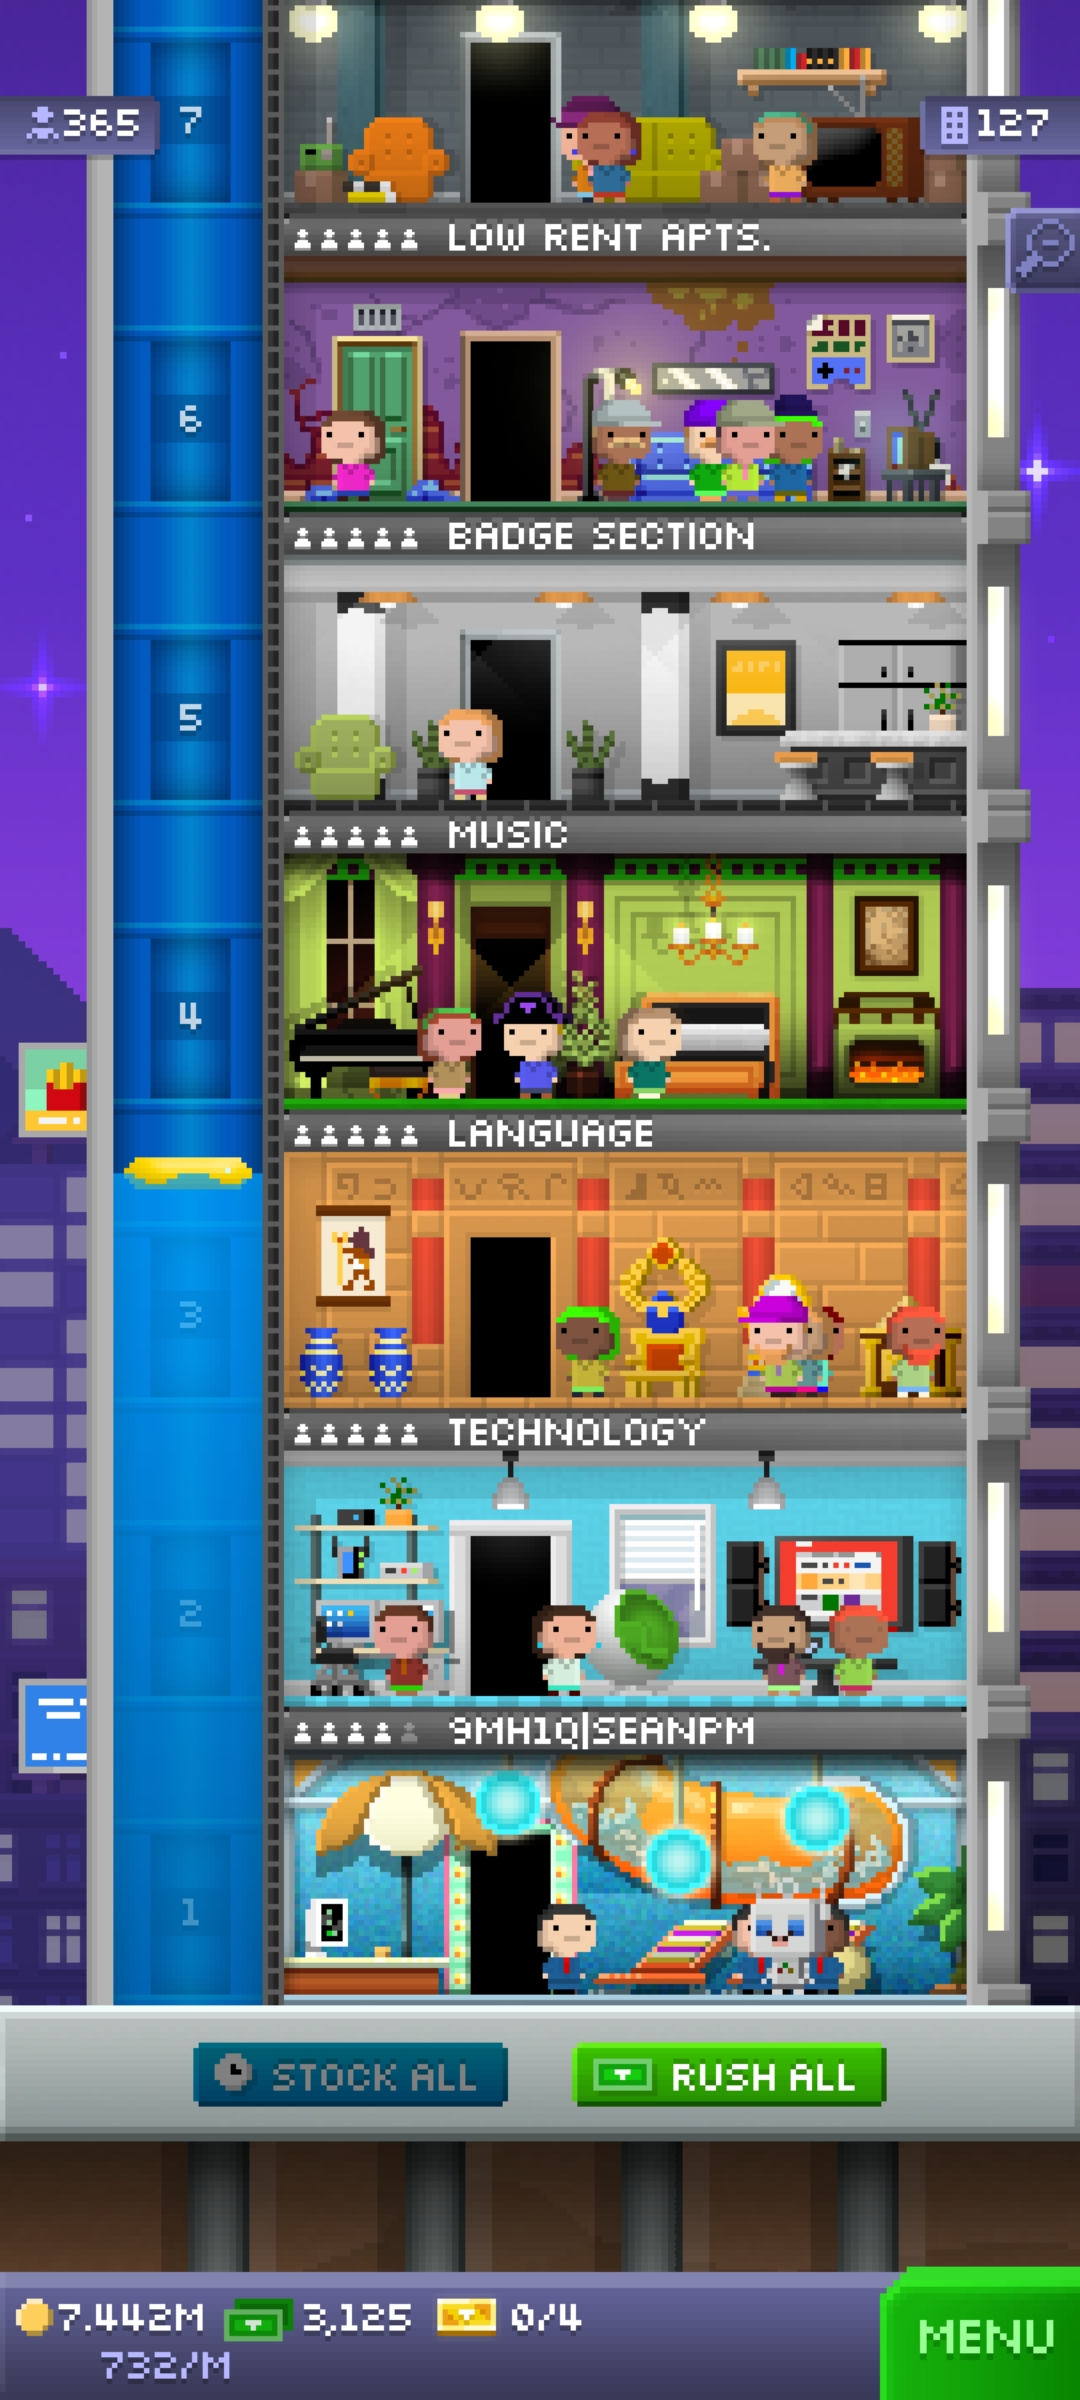 365
7
127
LOW RENT APTS.
6
BADGE SECTION
5
MUSIC
4
LANGUAGE
3
TECHNOLOGY
2
9MH1Q|SEANPM
1
STOCK ALL
RUSH ALL
7.442M
3,125
0/4
732/M
MENU